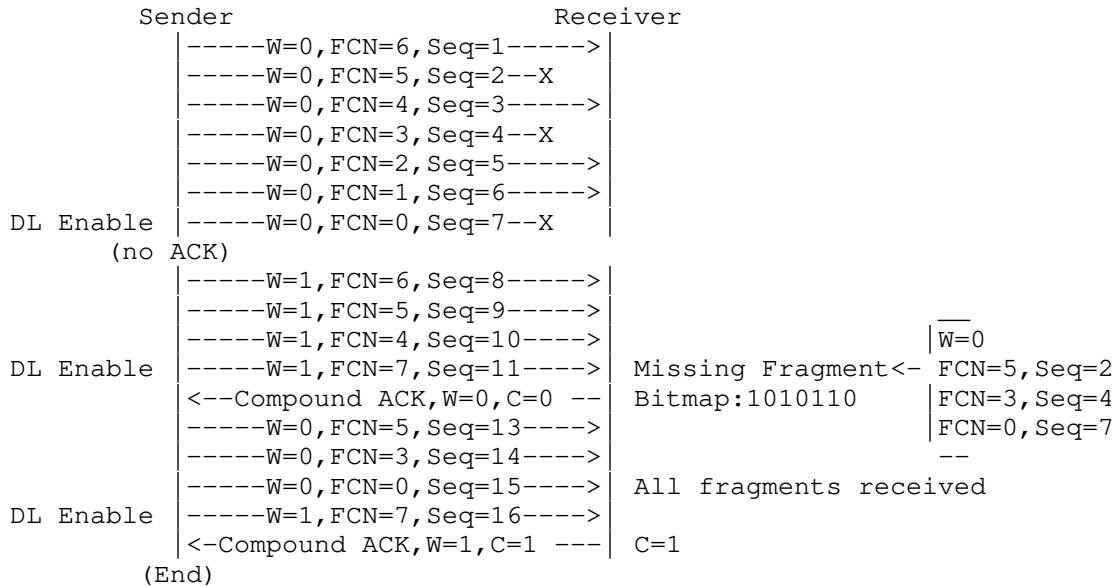 Sender                    Receiver
          |-----W=0,FCN=6,Seq=1----->|
          |-----W=0,FCN=5,Seq=2--X
          |-----W=0,FCN=4,Seq=3----->|
          |-----W=0,FCN=3,Seq=4--X
          |-----W=0,FCN=2,Seq=5----->|
          |-----W=0,FCN=1,Seq=6----->|
DL Enable |-----W=0,FCN=0,Seq=7--X   |
      (no ACK)
          |-----W=1,FCN=6,Seq=8----->|
          |-----W=1,FCN=5,Seq=9----->|                    __
          |-----W=1,FCN=4,Seq=10---->|                   |W=0
DL Enable |-----W=1,FCN=7,Seq=11---->| Missing Fragment<- FCN=5,Seq=2
          |<--Compound ACK,W=0,C=0 --| Bitmap:1010110    |FCN=3,Seq=4
          |-----W=0,FCN=5,Seq=13---->|                   |FCN=0,Seq=7
          |-----W=0,FCN=3,Seq=14---->|                    --
          |-----W=0,FCN=0,Seq=15---->| All fragments received
DL Enable |-----W=1,FCN=7,Seq=16---->|
          |<-Compound ACK,W=1,C=1 ---| C=1
        (End)